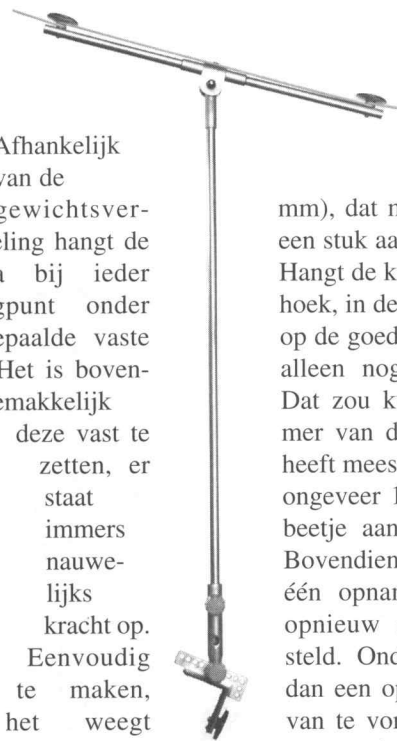 Afhankelijk
van de
gewichtsver-
eling hangt de
bij ieder
gpunt onder
epaalde vaste
Het is boven-
emakkelijk
deze vast te
zetten, er
staat
immers
nauwe-
lijks
kracht op.
Eenvoudig
te maken,
het weegt
mm), dat
een stuk
Hangt de
hoek, in de
op de goed
alleen nog
Dat zou
mer van
heeft mees
ongeveer
beetje aan
Bovendien
één opnar
opnieuw
steld. Ond
dan een op
van te vor